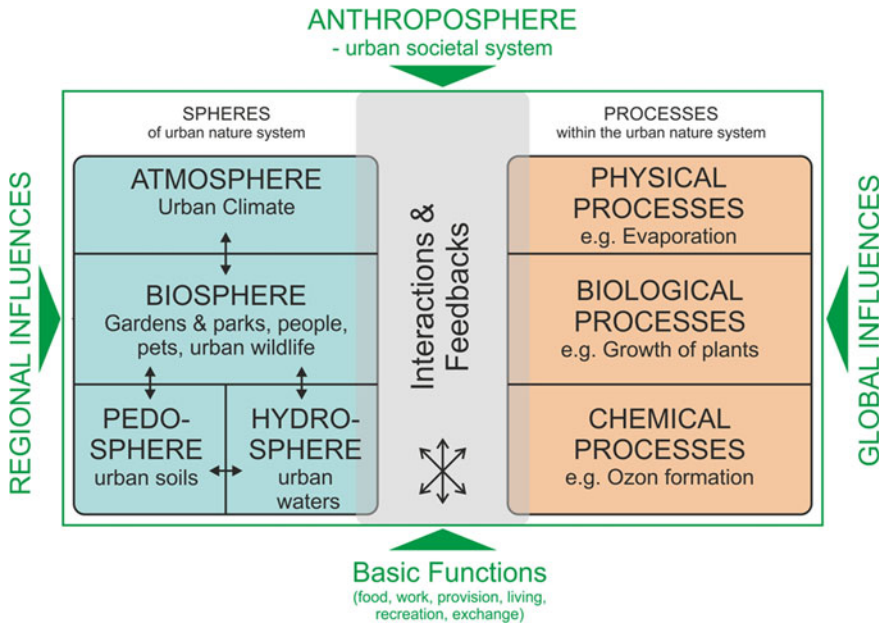 ANTHROPOSPHERE
- urban societal system
SPHERES
of urban nature system
PROCESSES
within the urban nature system
REGIONAL INFLUENCES
ATMOSPHERE
Urban Climate
BIOSPHERE
Gardens & parks, people,
pets, urban wildlife
PEDO-
SPHERE
urban soils
HYDRO-
SPHERE
urban
waters
Interactions &
Feedbacks
PHYSICAL
PROCESSES
e.g. Evaporation
BIOLOGICAL
PROCESSES
e.g. Growth of plants
CHEMICAL
PROCESSES
e.g. Ozon formation
GLOBAL INFLUENCES
Basic Functions
(food, work, provision, living,
recreation, exchange)